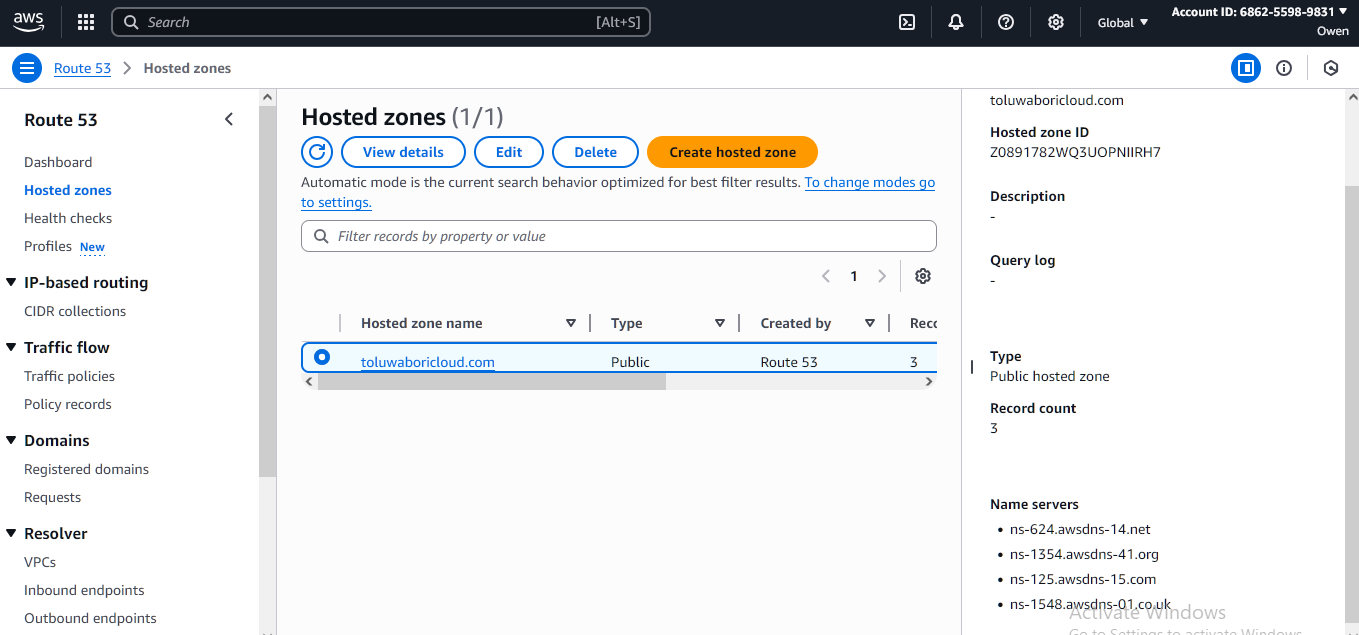 aws
Search
[Alt+S]
Global
Account ID: 6862-5598-9831
Owen
Route 53
Hosted zones
Route 53
Dashboard
Hosted zones
Health checks
Profiles New
IP-based routing
CIDR collections
Traffic flow
Traffic policies
Policy records
Domains
Registered domains
Requests
Resolver
VPCs
Inbound endpoints
Outbound endpoints
Hosted zones (1/1)
View details
Edit
Delete
Create hosted zone
Automatic mode is the current search behavior optimized for best filter results. To change modes go
to settings.
Filter records by property or value
1
Hosted zone name Type Created by Reco
toluwaboricloud.com Public Route 53 3
toluwaboricloud.com
Hosted zone ID
Z0891782WQ3UOPNIIRH7
Description
-
Query log
-
Type
Public hosted zone
Record count
3
Name servers
• ns-624.awsdns-14.net
• ns-1354.awsdns-41.org
• ns-125.awsdns-15.com
• ns-1548.awsdns-01.co.uk
Activate Windows
Go to Settings to activate Windows.